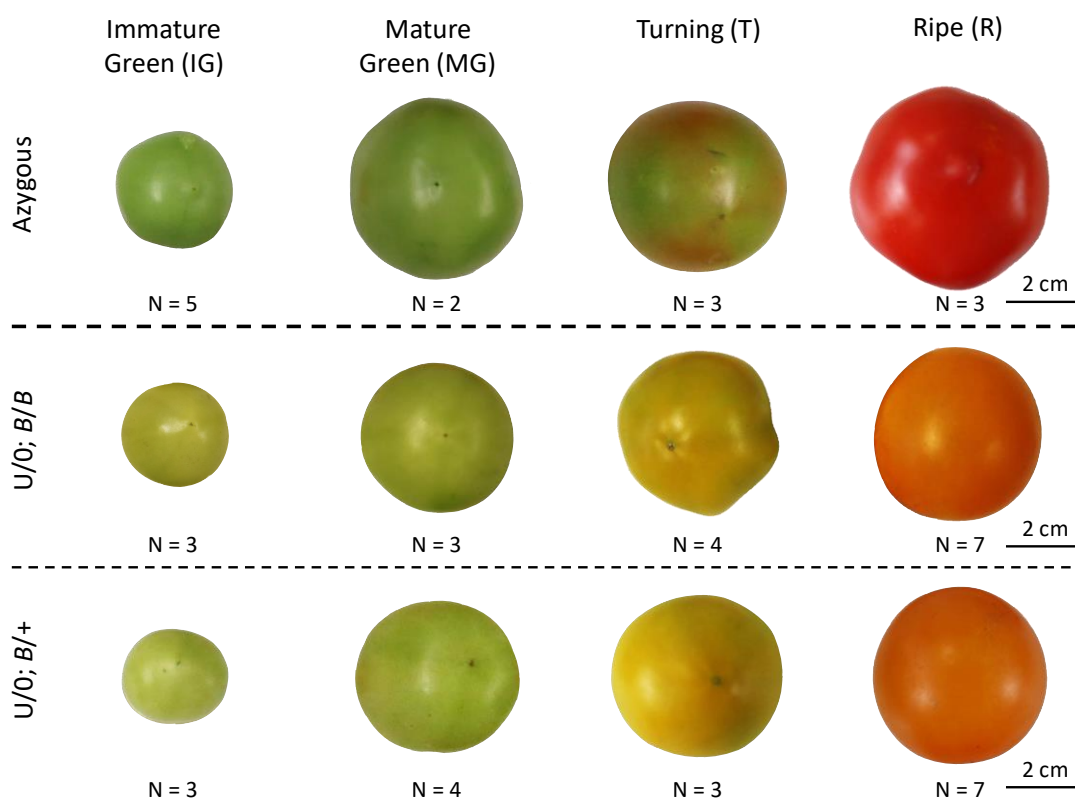 Immature
Green (IG)
Mature
Green (MG)
Turning (T)
Ripe (R)
Azygous
N = 5
N = 2
N = 3
N = 3
2 cm
U/0; B/B
N = 3
N = 3
N = 4
N = 7
2 cm
U/0; B/+
N = 3
N = 4
N = 3
N = 7
2 cm